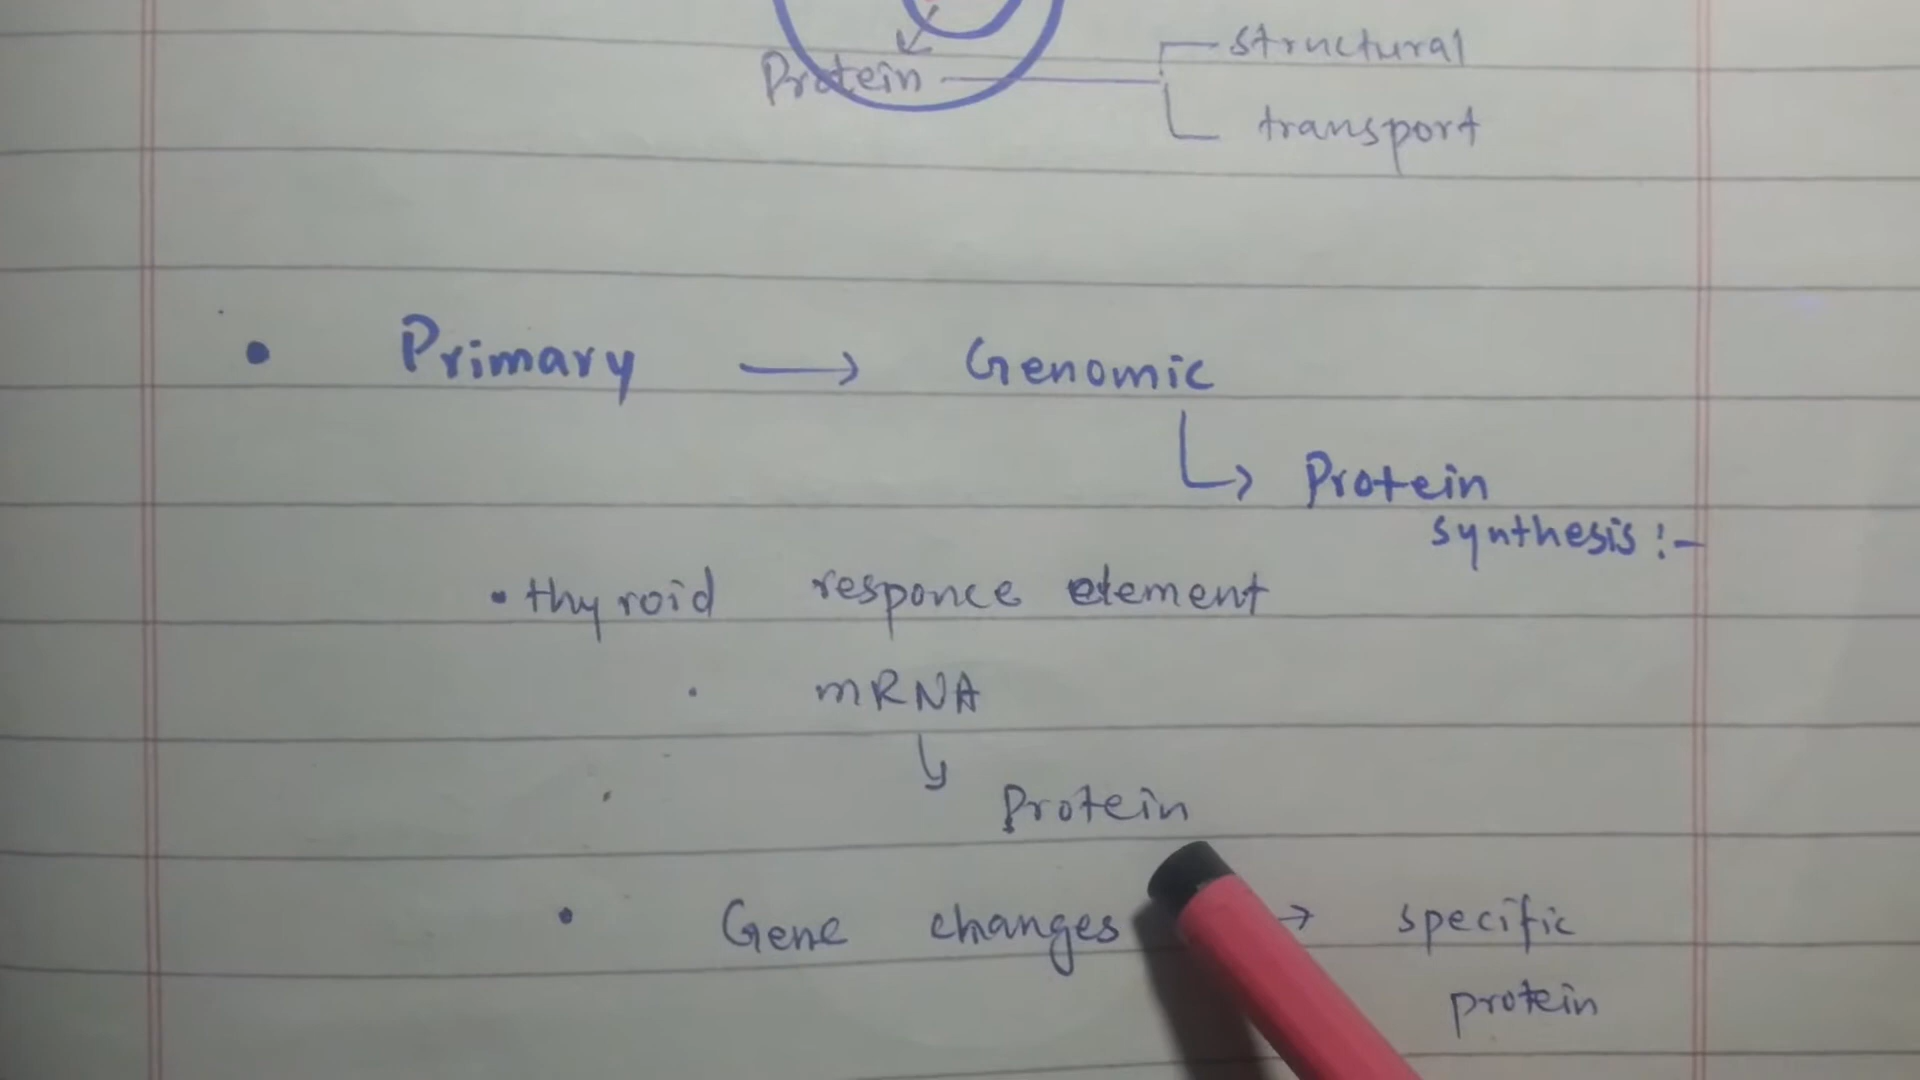 structural
Protein
transport
• Primary → Genomic
↳ Protein
synthesis :-
• thyroid responce element
• mRNA
↳
Protein
• Gene changes → specific
protein